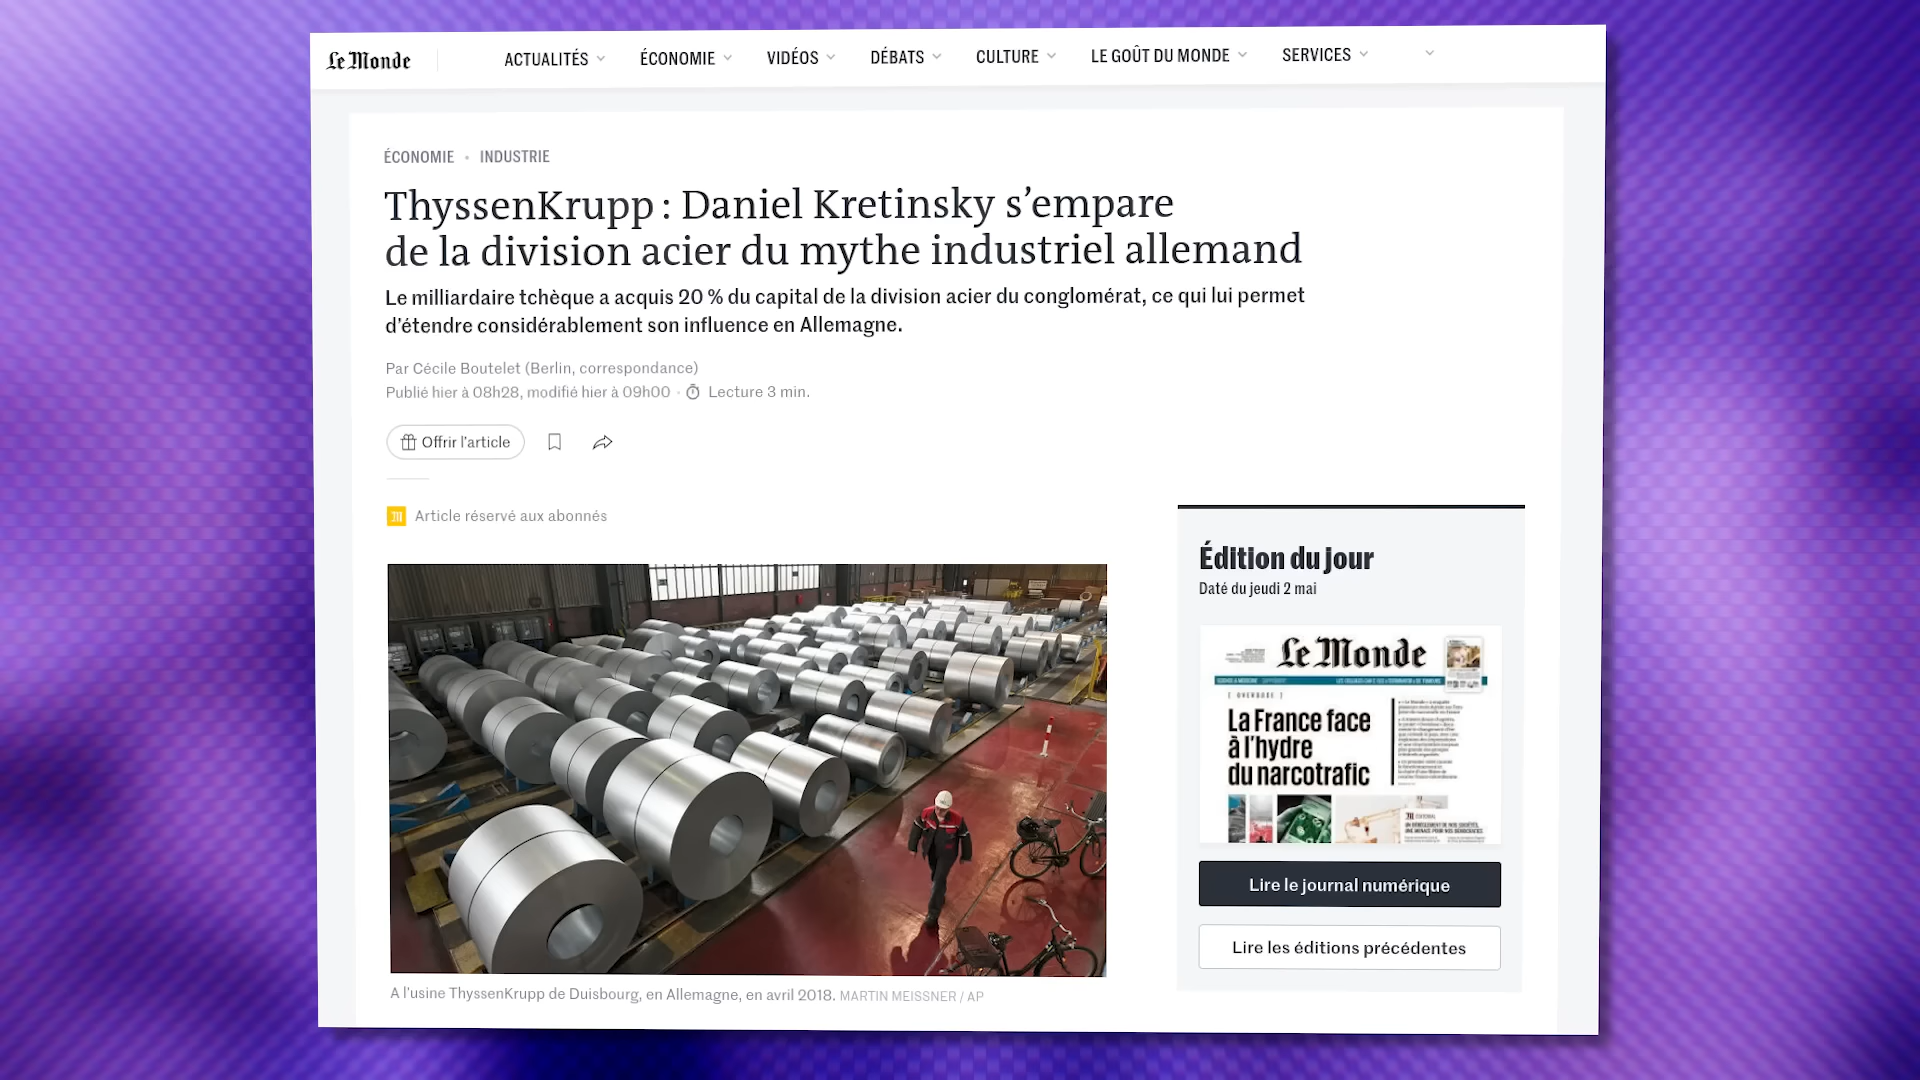 Le Monde
ACTUALITÉS
ÉCONOMIE
VIDÉOS
DÉBATS
CULTURE
LE GOÛT DU MONDE
SERVICES
ÉCONOMIE • INDUSTRIE
ThyssenKrupp : Daniel Kretinsky s’empare
de la division acier du mythe industriel allemand
Le milliardaire tchèque a acquis 20 % du capital de la division acier du conglomérat, ce qui lui permet
d’étendre considérablement son influence en Allemagne.
Par Cécile Boutelet (Berlin, correspondance)
Publié hier à 08h28, modifié hier à 09h00 • Lecture 3 min.
Offrir l’article
Article réservé aux abonnés
A l’usine ThyssenKrupp de Duisbourg, en Allemagne, en avril 2018. MARTIN MEISSNER / AP
Édition du jour
Daté du jeudi 2 mai
Le Monde
La France face
à l’hydre
du narcotrafic
Lire le journal numérique
Lire les éditions précédentes